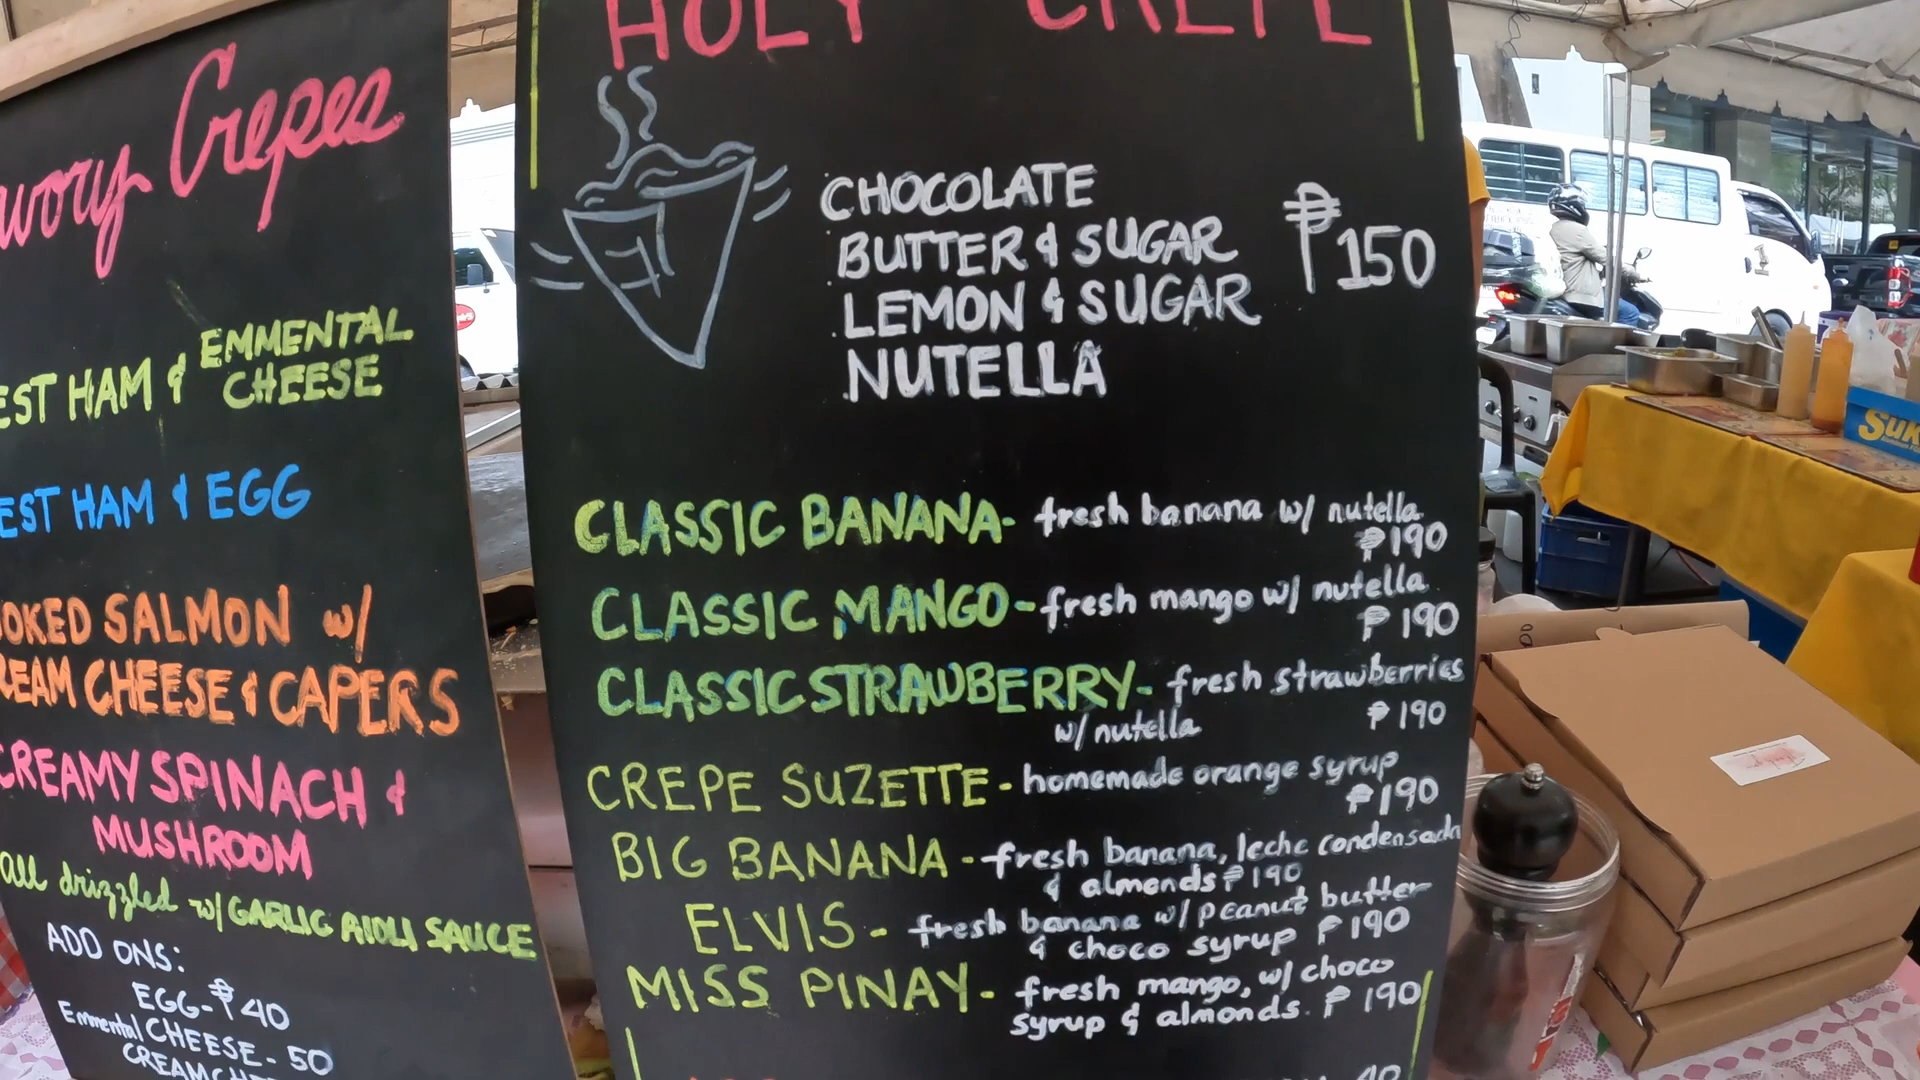 Crepes
HAM & EMMENTAL
CHEESE
HAM & EGG
SALMON w/
CHEESE & CAPERS
CREAMY SPINACH &
MUSHROOM
all drizzled w/ GARLIC AIOLI SAUCE
ADD ONS:
EGG-₱40
Emmental CHEESE- 50
HOLY CREPE
CHOCOLATE
BUTTER & SUGAR ₱150
LEMON & SUGAR
NUTELLA
CLASSIC BANANA- fresh banana w/ nutella
₱190
CLASSIC MANGO- fresh mango w/ nutella
₱190
CLASSIC STRAWBERRY- fresh strawberries
w/ nutella ₱190
CREPE SUZETTE- homemade orange syrup
₱190
BIG BANANA - fresh banana, leche condensada
& almonds ₱190
ELVIS - fresh banana w/ peanut butter
& choco syrup ₱190
MISS PINAY- fresh mango, w/ choco
syrup & almonds. ₱190